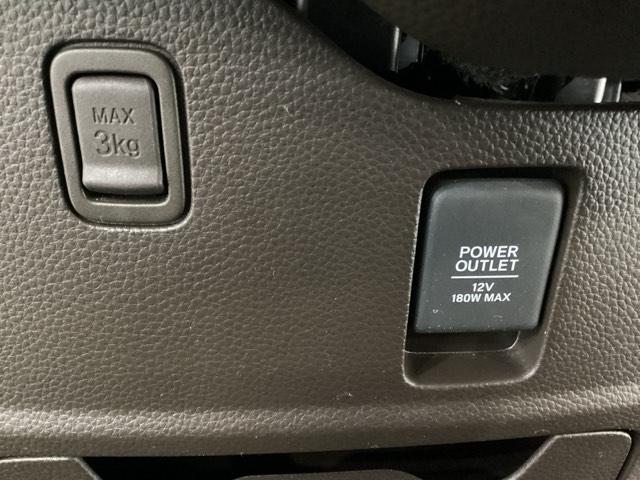 MAX
3kg
POWER
OUTLET
12V
180W MAX